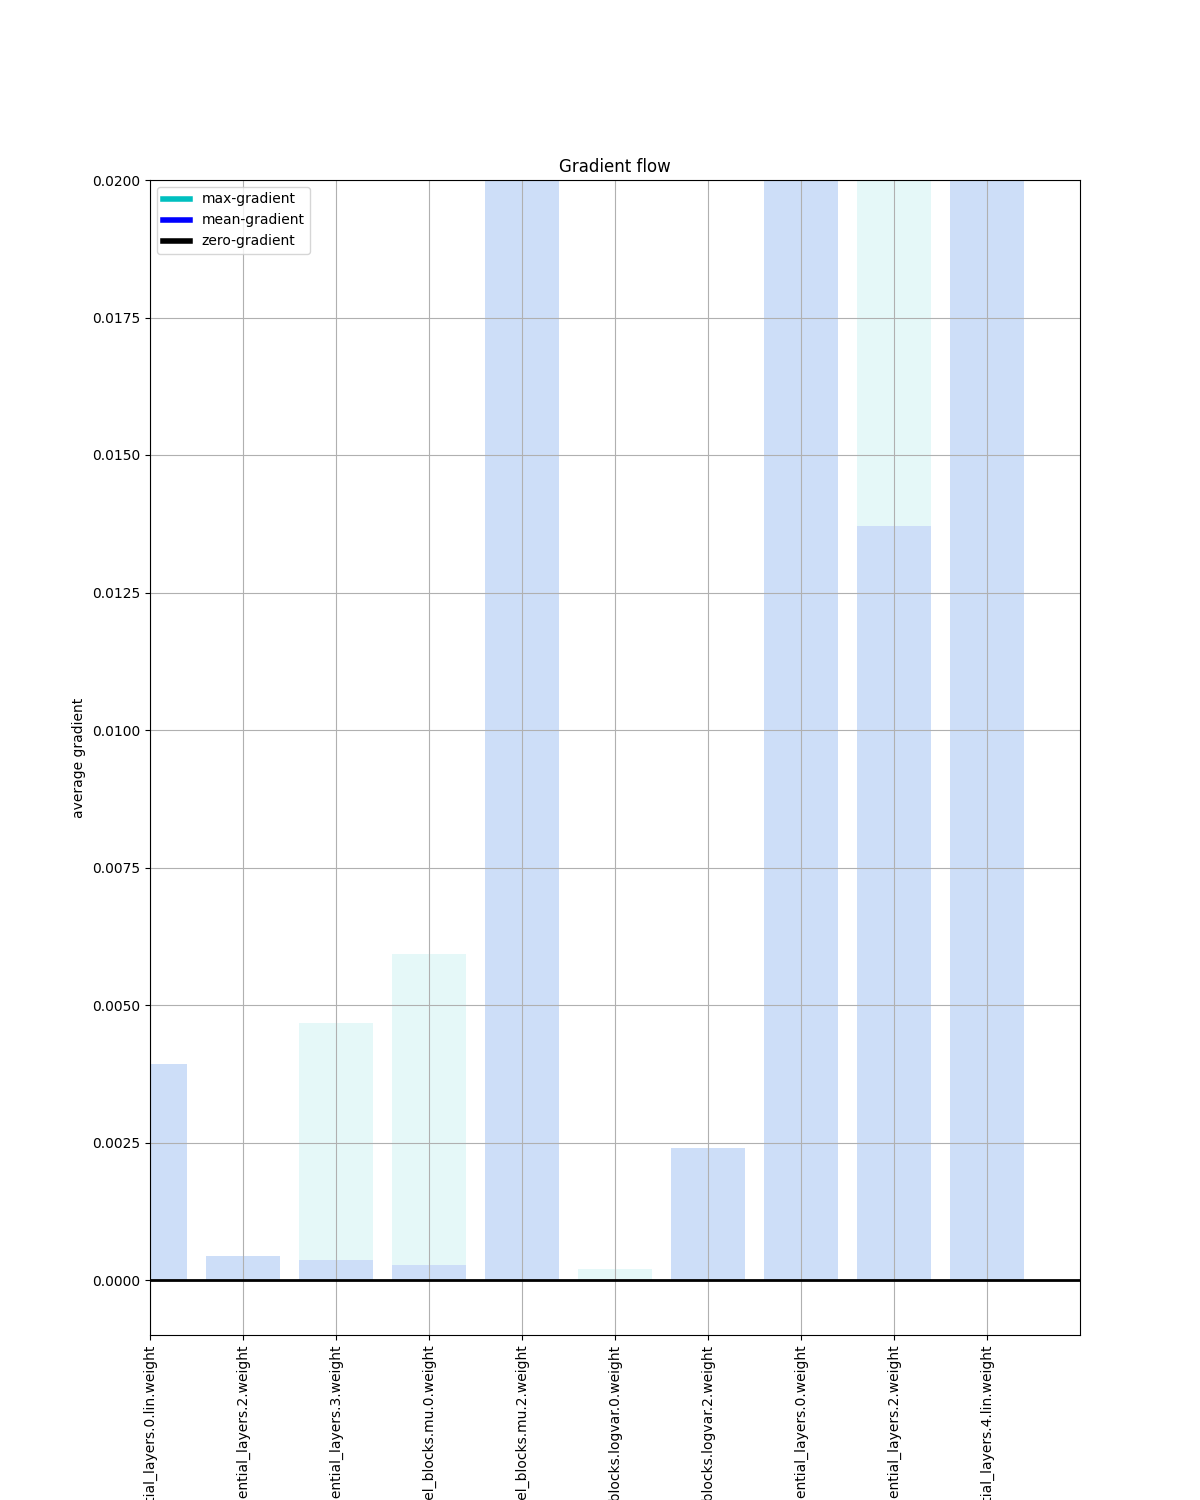 Gradient flow
max-gradient
mean-gradient
zero-gradient
0.0200
0.0175
0.0150
0.0125
0.0100
0.0075
0.0050
0.0025
0.0000
average gradient
tial_layers.0.lin.weight
ential_layers.2.weight
ential_layers.3.weight
el_blocks.mu.0.weight
el_blocks.mu.2.weight
blocks.logvar.0.weight
blocks.logvar.2.weight
ential_layers.0.weight
ential_layers.2.weight
tial_layers.4.lin.weight